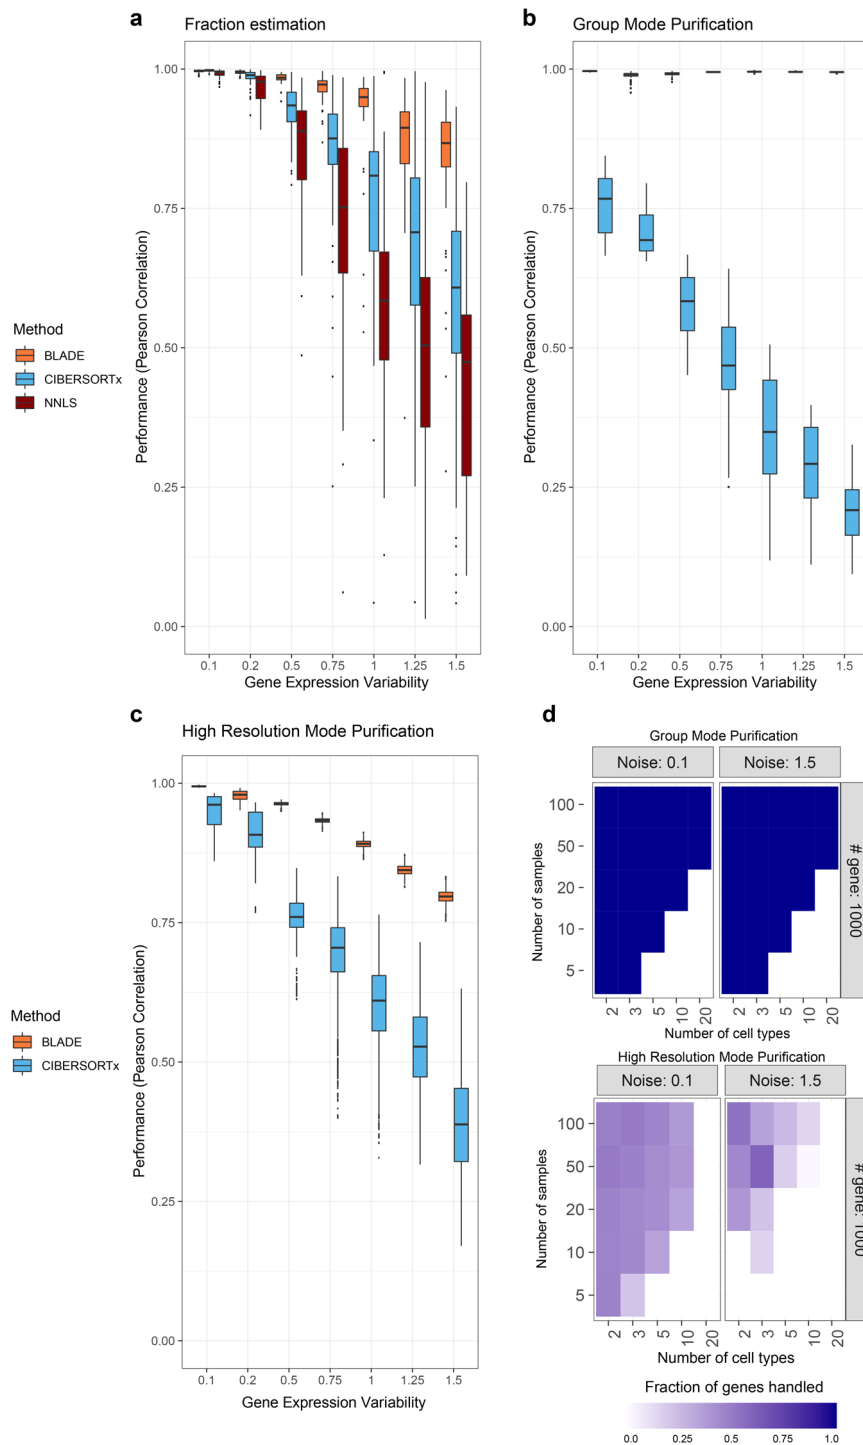 a
Fraction estimation
Performance (Pearson Correlation)
1.00
0.75
0.50
0.25
0.00
0.1 0.2 0.5 0.75 1 1.25 1.5
Gene Expression Variability
Method
BLADE
CIBERSORTx
NNLS
b
Group Mode Purification
Performance (Pearson Correlation)
1.00
0.75
0.50
0.25
0.00
0.1 0.2 0.5 0.75 1 1.25 1.5
Gene Expression Variability
c
High Resolution Mode Purification
Performance (Pearson Correlation)
1.00
0.75
0.50
0.25
0.00
0.1 0.2 0.5 0.75 1 1.25 1.5
Gene Expression Variability
Method
BLADE
CIBERSORTx
d
Group Mode Purification
Noise: 0.1 Noise: 1.5
Number of samples
100
50
20
10
5
# gene: 1000
2 3 5 10 20 2 3 5 10 20
Number of cell types
High Resolution Mode Purification
Noise: 0.1 Noise: 1.5
Number of samples
100
50
20
10
5
# gene: 1000
2 3 5 10 20 2 3 5 10 20
Number of cell types
Fraction of genes handled
0.0 0.25 0.50 0.75 1.0